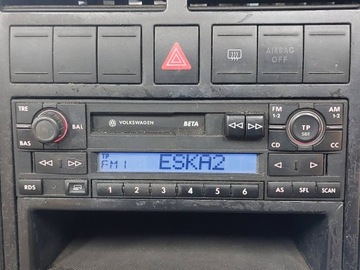 AIRBAG OFF
TRE
BAL
BAS
VOLKSWAGEN
BETA
FM 1-2
AM 1-2
TP
SBE
CD
CC
TP
FM1
ESKA2
RDS
1 2 3 4 5 6
AS
SFL
SCAN